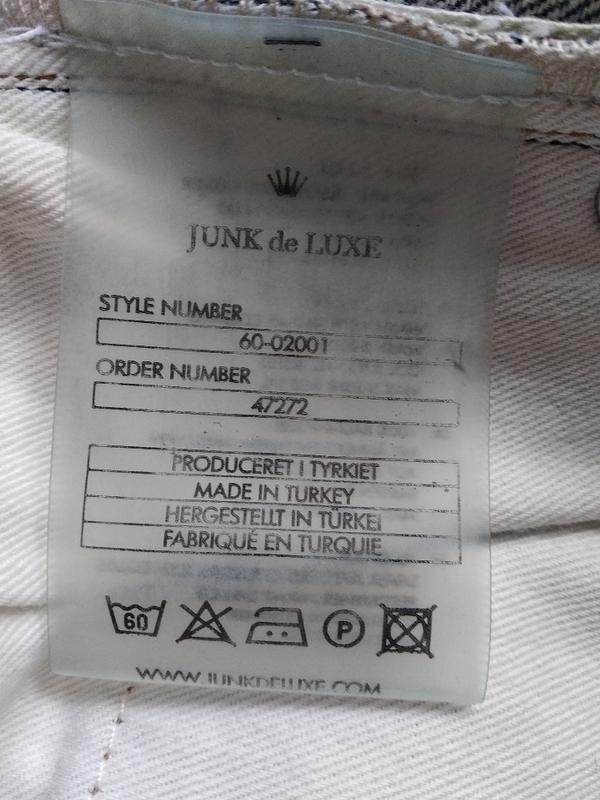 JUNK de LUXE
STYLE NUMBER
60-02001
ORDER NUMBER
47272
PRODUCERET I TYRKIET
MADE IN TURKEY
HERGESTELLT IN TÜRKEI
FABRIQUÉ EN TURQUIE
60 P
WWW.JUNKDELUXE.COM